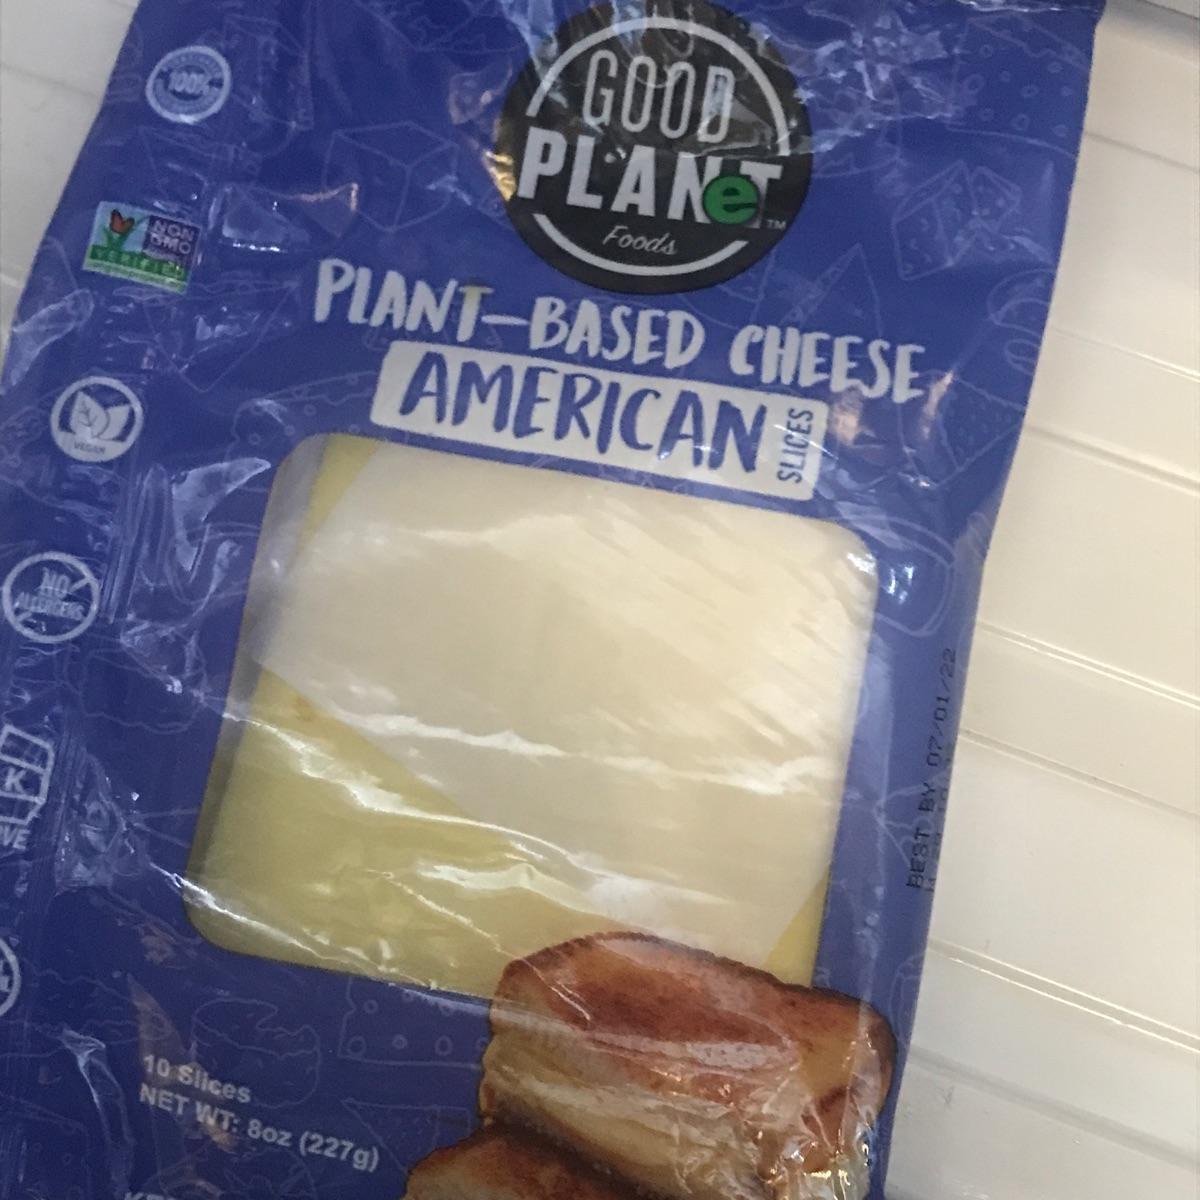 GOOD
PLANeT™
Foods
100%
NON
GMO
VERIFIED
PLANT-BASED CHEESE
AMERICAN
SLICES
VEGAN
NO
ALLERGENS
K
BEST BY 07/01/22
10 Slices
NET WT: 8oz (227g)